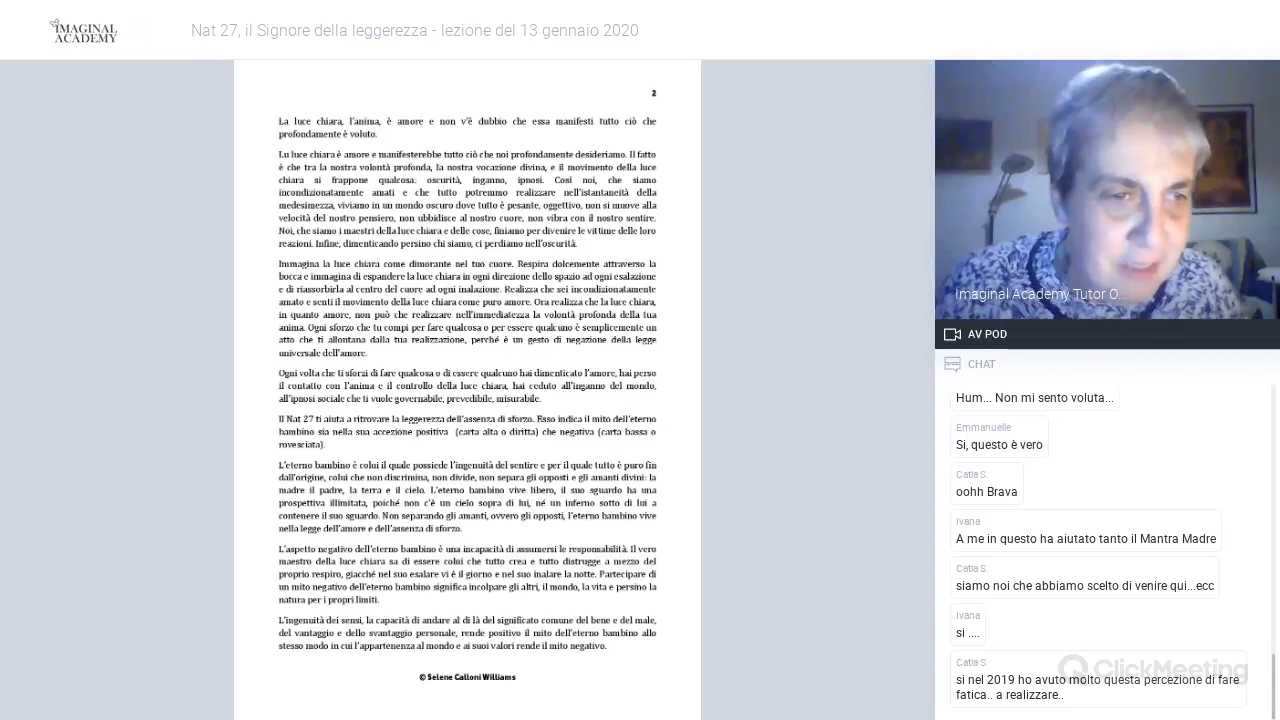 IMAGINAL
ACADEMY
Nat 27, il Signore della leggerezza - lezione del 13 gennaio 2020
2
La luce chiara, l'anima, è amore e non v'è dubbio che essa manifesti tutto ciò che
profondamente è voluto.
Lu luce chiara è amore e manifesterebbe tutto ciò che noi profondamente desideriamo. Il fatto
è che tra la nostra volontà profonda, la nostra vocazione divina, e il movimento della luce
chiara si frappone qualcosa: oscurità, inganno, ipnosi. Così noi, che siamo
incondizionatamente amati e che tutto potremmo realizzare nell'istantaneità della
medesimezza, viviamo in un mondo oscuro dove tutto è pesante, oggettivo, non si muove alla
velocità del nostro pensiero, non ubbidisce al nostro cuore, non vibra con il nostro sentire.
Noi, che siamo i maestri della luce chiara e delle cose, finiamo per divenire le vittime delle loro
reazioni. Infine, dimenticando persino chi siamo, ci perdiamo nell'oscurità.
Immagina la luce chiara come dimorante nel tuo cuore. Respira dolcemente attraverso la
bocca e immagina di espandere la luce chiara in ogni direzione dello spazio ad ogni esalazione
e di riassorbirla al centro del cuore ad ogni inalazione. Realizza che sei incondizionatamente
amato e senti il movimento della luce chiara come puro amore. Ora realizza che la luce chiara,
in quanto amore, non può che realizzare nell'immediatezza la volontà profonda della tua
anima. Ogni sforzo che tu compi per fare qualcosa o per essere qualcuno è semplicemente un
atto che ti allontana dalla tua realizzazione, perché è un gesto di negazione della legge
universale dell'amore.
Ogni volta che ti sforzi di fare qualcosa o di essere qualcuno hai dimenticato l'amore, hai perso
il contatto con l'anima e il controllo della luce chiara, hai ceduto all'inganno del mondo,
all'ipnosi sociale che ti vuole governabile, prevedibile, misurabile.
Il Nat 27 ti aiuta a ritrovare la leggerezza dell'assenza di sforzo. Esso indica il mito dell'eterno
bambino sia nella sua accezione positiva (carta alta o diritta) che negativa (carta bassa o
rovesciata).
L'eterno bambino è colui il quale possiede l'ingenuità del sentire e per il quale tutto è puro fin
dall'origine, colui che non discrimina, non divide, non separa gli opposti e gli amanti divini: la
madre il padre, la terra e il cielo. L'eterno bambino vive libero, il suo sguardo ha una
prospettiva illimitata, poiché non c'è un cielo sopra di lui, né un inferno sotto di lui a
contenere il suo sguardo. Non separando gli amanti, ovvero gli opposti, l'eterno bambino vive
nella legge dell'amore e dell'assenza di sforzo.
L'aspetto negativo dell'eterno bambino è una incapacità di assumersi le responsabilità. Il vero
maestro della luce chiara sa di essere colui che tutto crea e tutto distrugge a mezzo del
proprio respiro, giacché nel suo esalare vi è il giorno e nel suo inalare la notte. Partecipare di
un mito negativo dell'eterno bambino significa incolpare gli altri, il mondo, la vita e persino la
natura per i propri limiti.
L'ingenuità dei sensi, la capacità di andare al di là del significato comune del bene e del male,
del vantaggio e dello svantaggio personale, rende positivo il mito dell'eterno bambino allo
stesso modo in cui l'appartenenza al mondo e ai suoi valori rende il mito negativo.
© Selene Calloni Williams
Imaginal Academy Tutor O...
AV POD
CHAT
Hum... Non mi sento voluta...
Emmanuelle
Si, questo è vero
Catia S.
oohh Brava
Ivana
A me in questo ha aiutato tanto il Mantra Madre
Catia S.
siamo noi che abbiamo scelto di venire qui...ecc
Ivana
si ....
Catia S.
si nel 2019 ho avuto molto questa percezione di fare
fatica.. a realizzare..
ClickMeeting